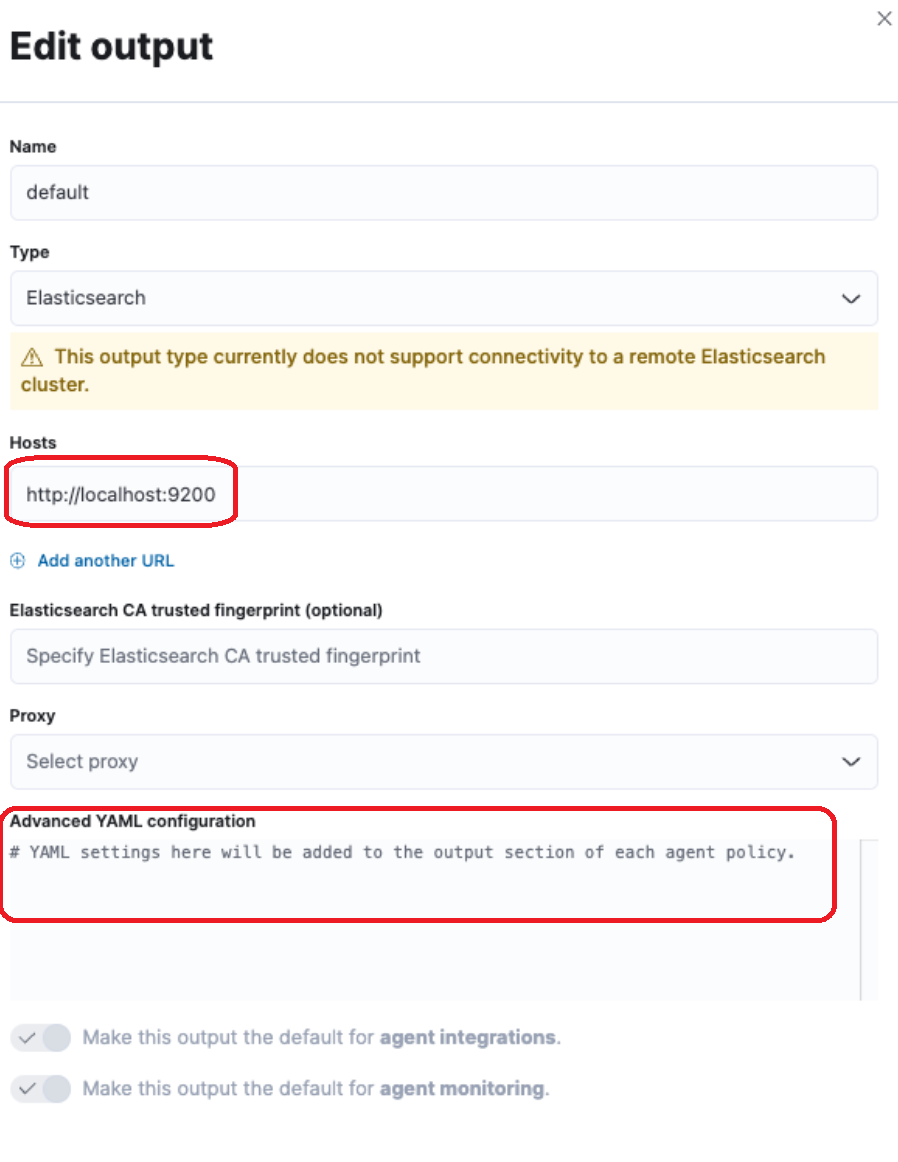 Edit output
Name
default
Type
Elasticsearch
This output type currently does not support connectivity to a remote Elasticsearch
cluster.
Hosts
http://localhost:9200
Add another URL
Elasticsearch CA trusted fingerprint (optional)
Specify Elasticsearch CA trusted fingerprint
Proxy
Select proxy
Advanced YAML configuration
# YAML settings here will be added to the output section of each agent policy.
Make this output the default for agent integrations.
Make this output the default for agent monitoring.